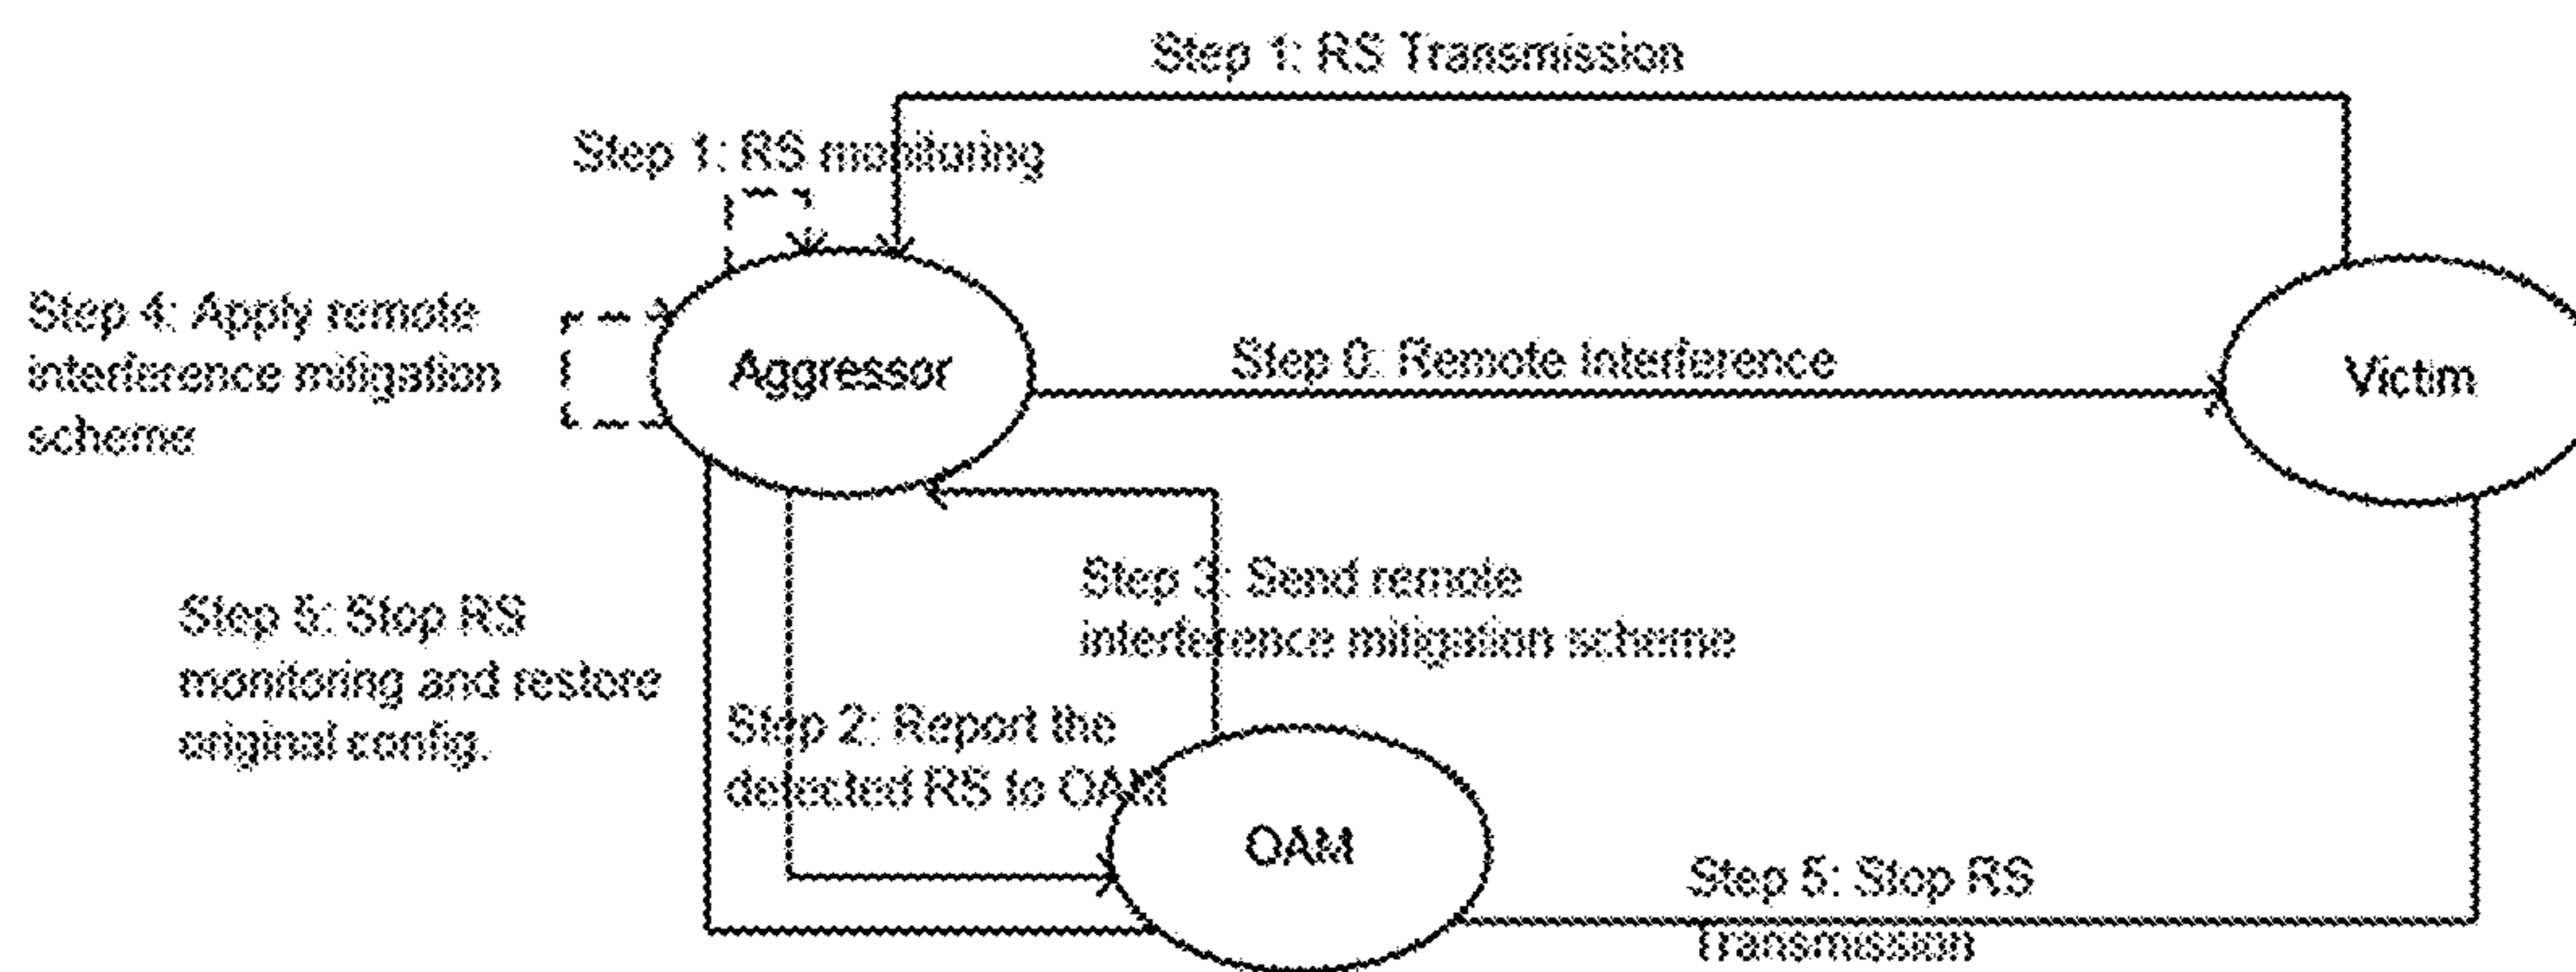 Step 1: RS Transmission
Step 1: RS monitoring
Step 4: Apply remote
interference mitigation
scheme
Aggressor
Step 0: Remote Interference
Victim
Step 3: Send remote
interference mitigation scheme
Step 5: Stop RS
monitoring and restore
original config.
Step 2: Report the
detected RS to OAM
OAM
Step 5: Stop RS
Transmission